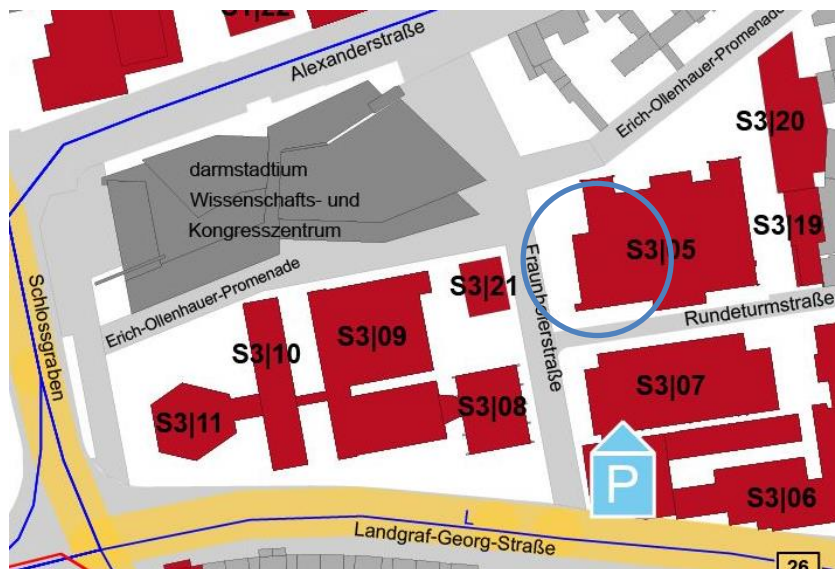 S1|22
Alexanderstraße
Erich-Ollenhauer-Promenade
S3|20
darmstadtium
Wissenschafts- und
Kongresszentrum
S3|19
S3|05
Fraunhoferstraße
S3|21
Schlossgraben
Erich-Ollenhauer-Promenade
Rundeturmstraße
S3|10
S3|09
S3|07
S3|11
S3|08
P
S3|06
L
Landgraf-Georg-Straße
26